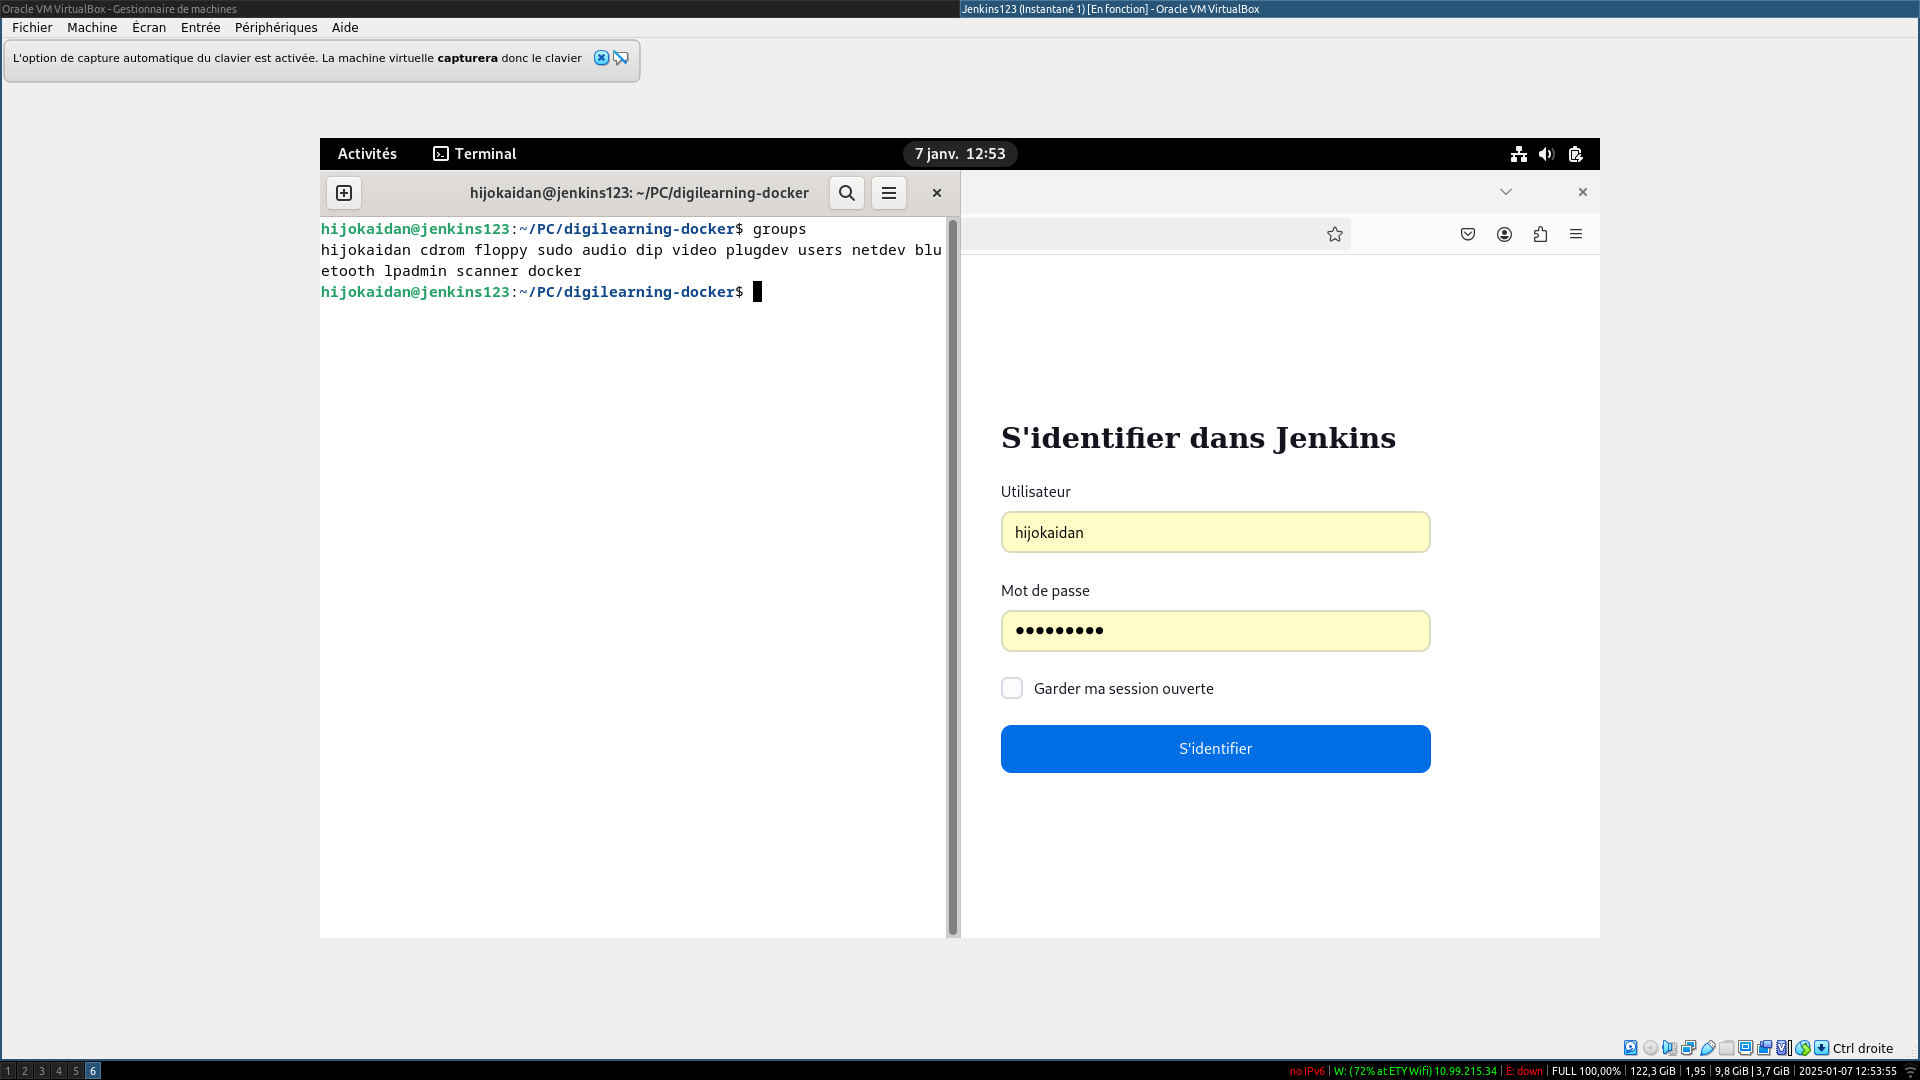 Oracle VM VirtualBox - Gestionnaire de machines
Jenkins123 (Instantané 1) [En fonction] - Oracle VM VirtualBox
Fichier Machine Écran Entrée Périphériques Aide
L'option de capture automatique du clavier est activée. La machine virtuelle capturera donc le clavier
Activités Terminal 7 janv. 12:53
hijokaidan@jenkins123: ~/PC/digilearning-docker
hijokaidan@jenkins123:~/PC/digilearning-docker$ groups
hijokaidan cdrom floppy sudo audio dip video plugdev users netdev blu
etooth lpadmin scanner docker
hijokaidan@jenkins123:~/PC/digilearning-docker$
S'identifier dans Jenkins
Utilisateur
hijokaidan
Mot de passe
•••••••••
Garder ma session ouverte
S'identifier
Ctrl droite
1 2 3 4 5 6
no IPv6 | W: ( 72% at ETY Wifi) 10.99.215.34 | E: down | FULL 100,00% | 122,3 GiB | 1,95 | 9,8 GiB | 3,7 GiB | 2025-01-07 12:53:55